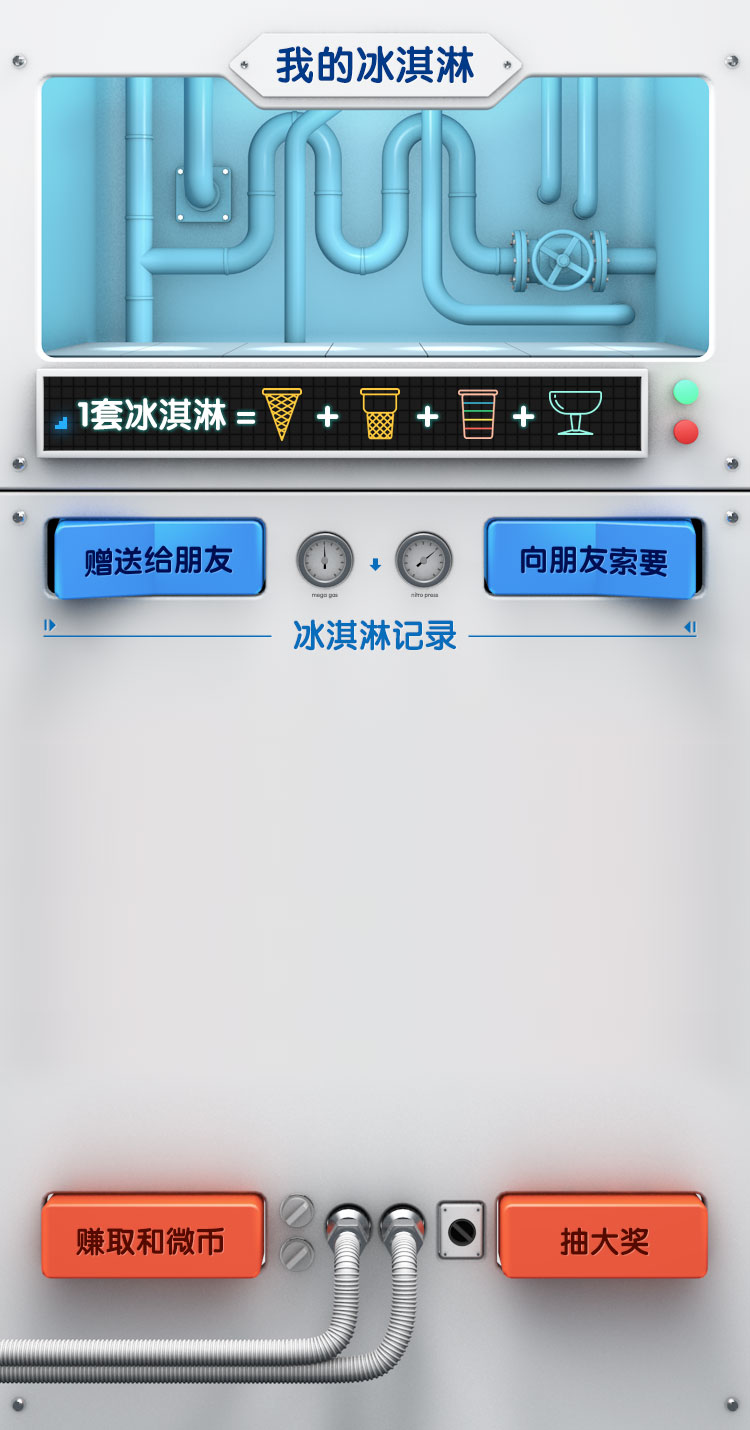 我的冰淇淋
1套冰淇淋 = + + +
赠送给朋友
向朋友索要
mega gas
nitro press
冰淇淋记录
赚取和微币
抽大奖